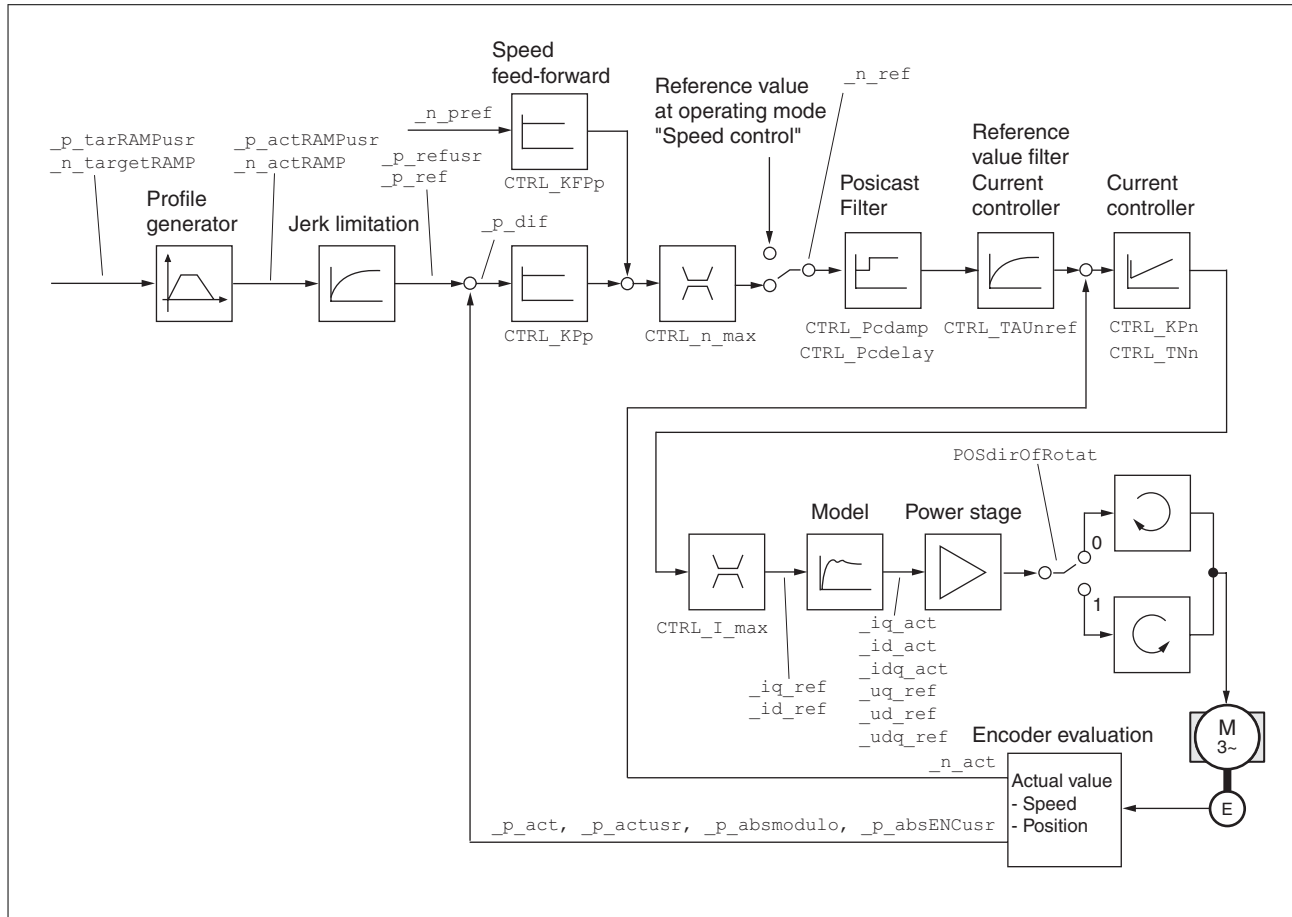 Speed
feed-forward
_n_pref
CTRL_KFPp
Reference value
at operating mode
"Speed control"
_n_ref
_p_tarRAMPusr
_n_targetRAMP
_p_actRAMPusr
_n_actRAMP
_p_refusr
_p_ref
Profile
generator
Jerk limitation
_p_dif
CTRL_KPp
CTRL_n_max
Posicast
Filter
CTRL_Pcdamp
CTRL_Pcdelay
Reference
value filter
Current
controller
CTRL_TAUnref
Current
controller
CTRL_KPn
CTRL_TNn
POSdirOfRotat
Model
Power stage
0
1
CTRL_I_max
_iq_ref
_id_ref
_iq_act
_id_act
_idq_act
_uq_ref
_ud_ref
_udq_ref
M
3~
E
Encoder evaluation
_n_act
Actual value
- Speed
- Position
_p_act, _p_actusr, _p_absmodulo, _p_absENCusr